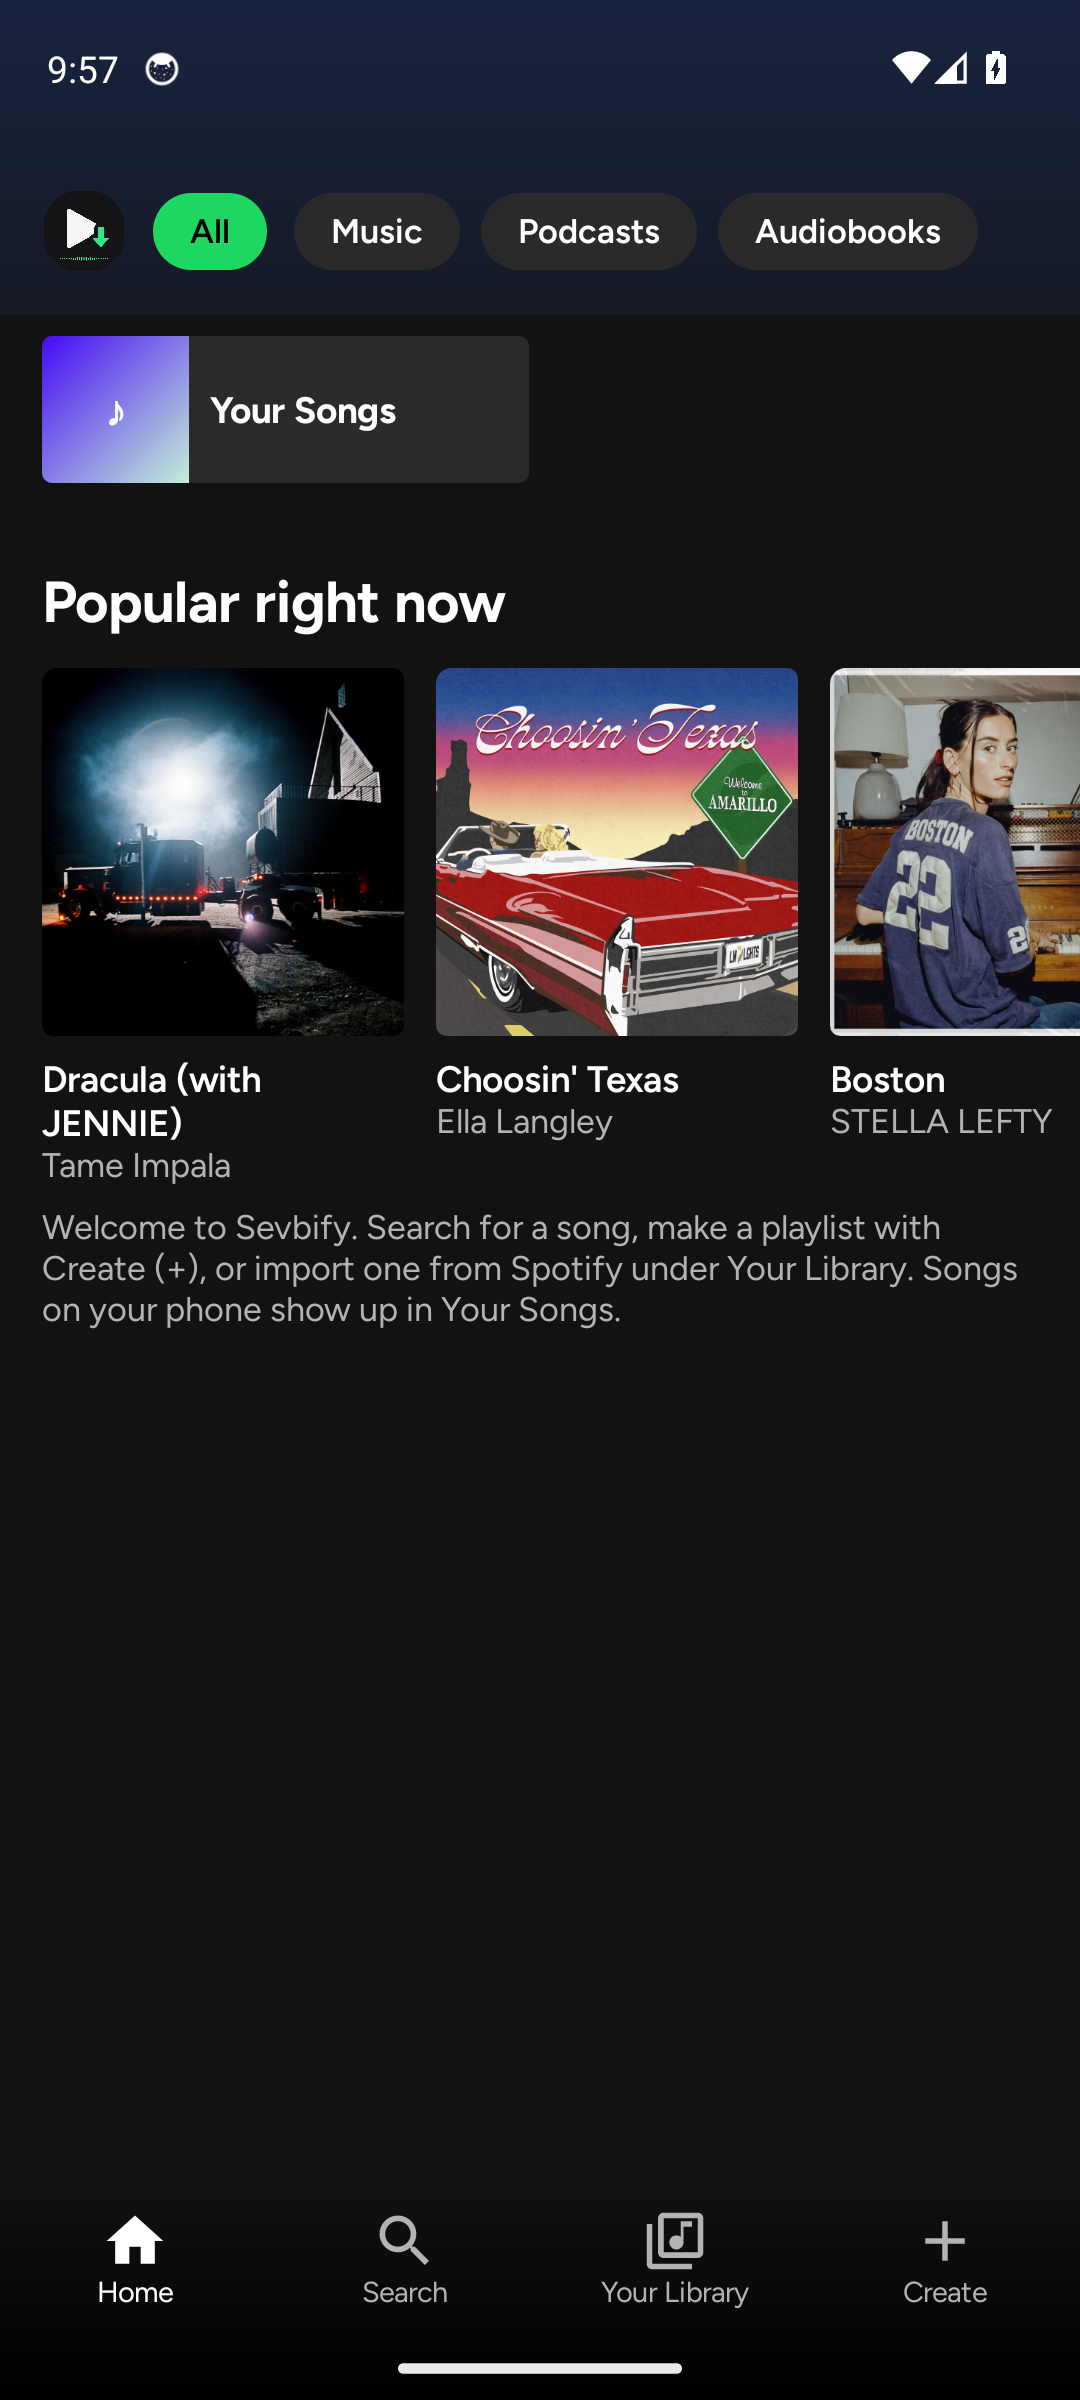 9:57
All
Music
Podcasts
Audiobooks
♪
Your Songs
Popular right now
Choosin' Texas
Welcome
to
AMARILLO
LN LGHTS
BOSTON
22
Dracula (with
JENNIE)
Tame Impala
Choosin' Texas
Ella Langley
Boston
STELLA LEFTY
Welcome to Sevbify. Search for a song, make a playlist with
Create (+), or import one from Spotify under Your Library. Songs
on your phone show up in Your Songs.
Home
Search
Your Library
Create